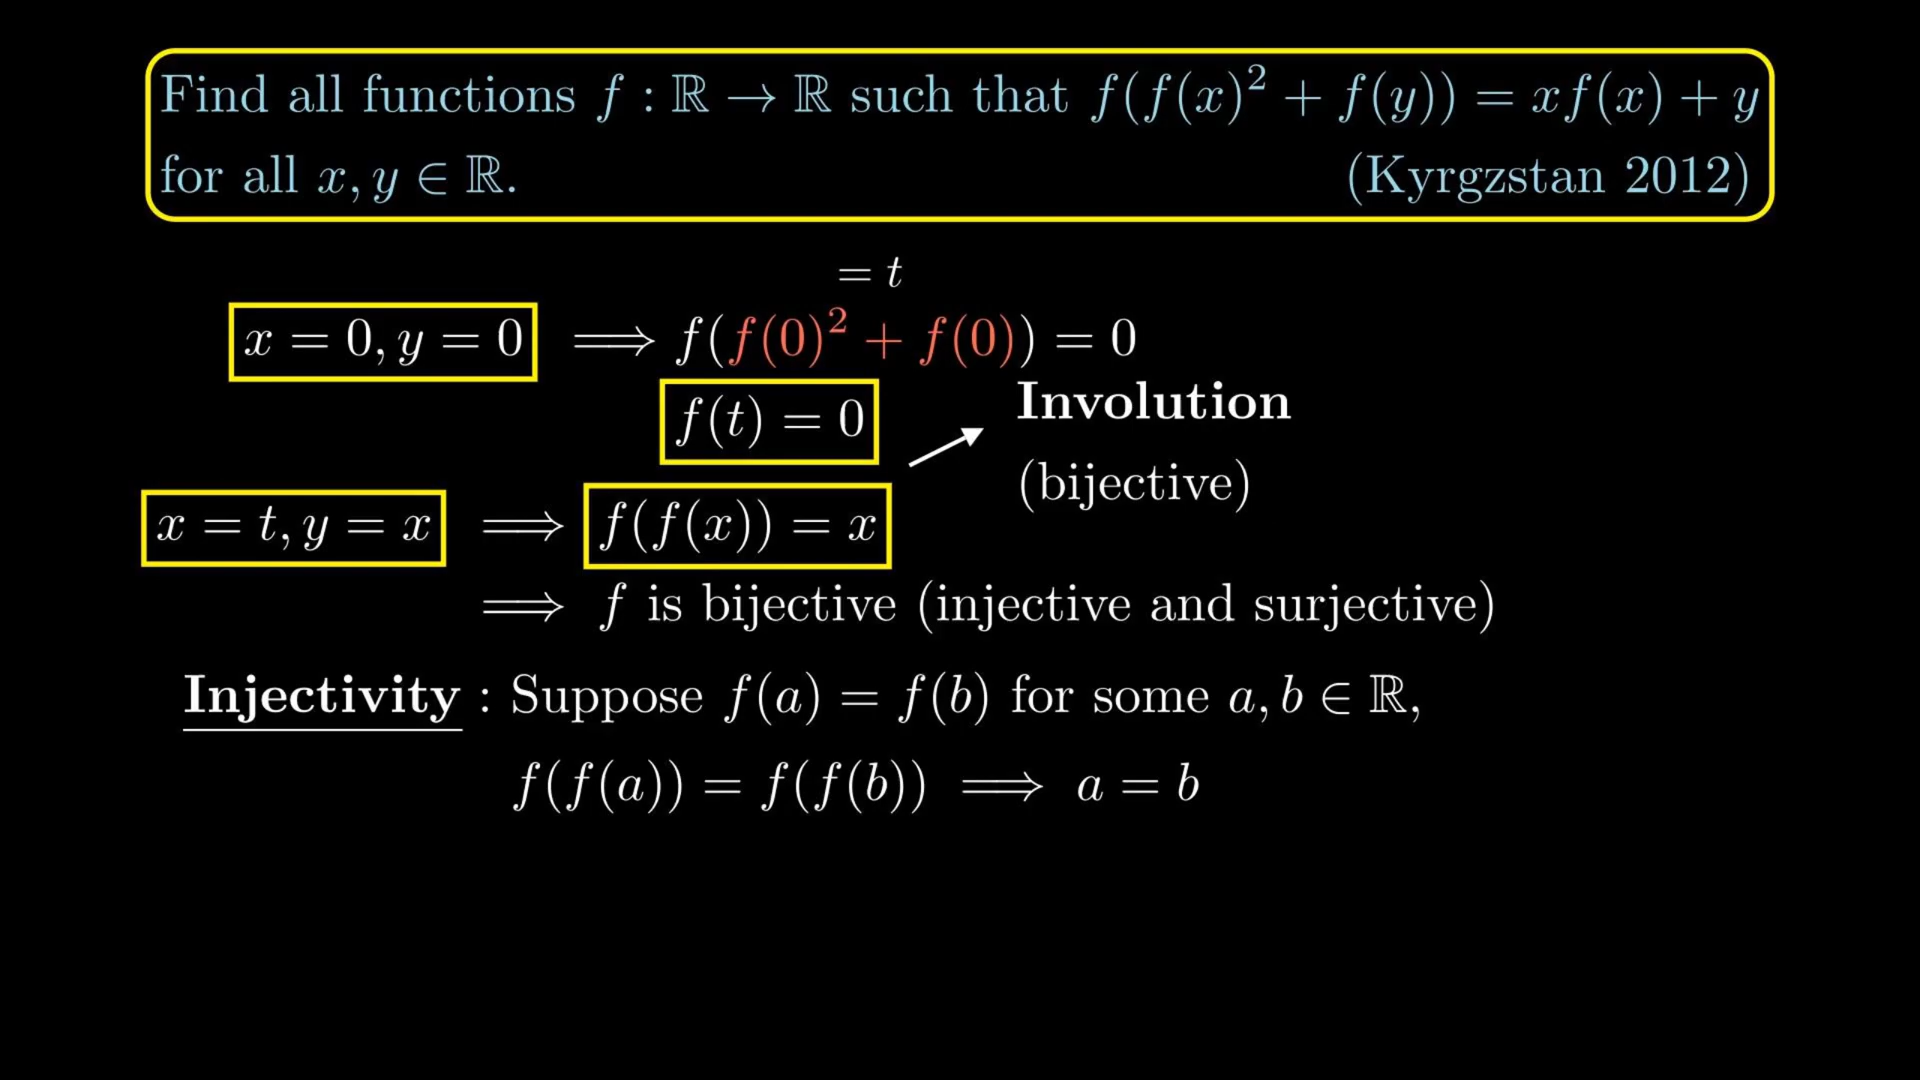 Find all functions f : ℝ → ℝ such that f(f(x)² + f(y)) = xf(x) + y
for all x, y ∈ ℝ. (Kyrgzstan 2012)
= t
x = 0, y = 0 ⟹ f(f(0)² + f(0)) = 0
f(t) = 0
Involution
(bijective)
x = t, y = x ⟹ f(f(x)) = x
⟹ f is bijective (injective and surjective)
Injectivity : Suppose f(a) = f(b) for some a, b ∈ ℝ,
f(f(a)) = f(f(b)) ⟹ a = b